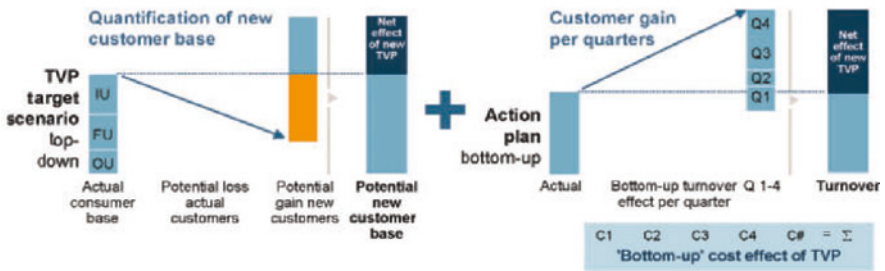 Quantification of new
customer base
Net
effect
of new
TVP
TVP
target
scenario
top-
down
IU
FU
OU
Actual
consumer
base
Potential loss
actual
customers
Potential
gain new
customers
Potential
new
customer
base
+
Customer gain
per quarters
Q4
Q3
Q2
Q1
Net
effect
of new
TVP
Action
plan
bottom-up
Actual
Bottom-up turnover
effect per quarter
Q 1-4
Turnover
C1 C2 C3 C4 C# = Σ
"Bottom-up" cost effect of TVP